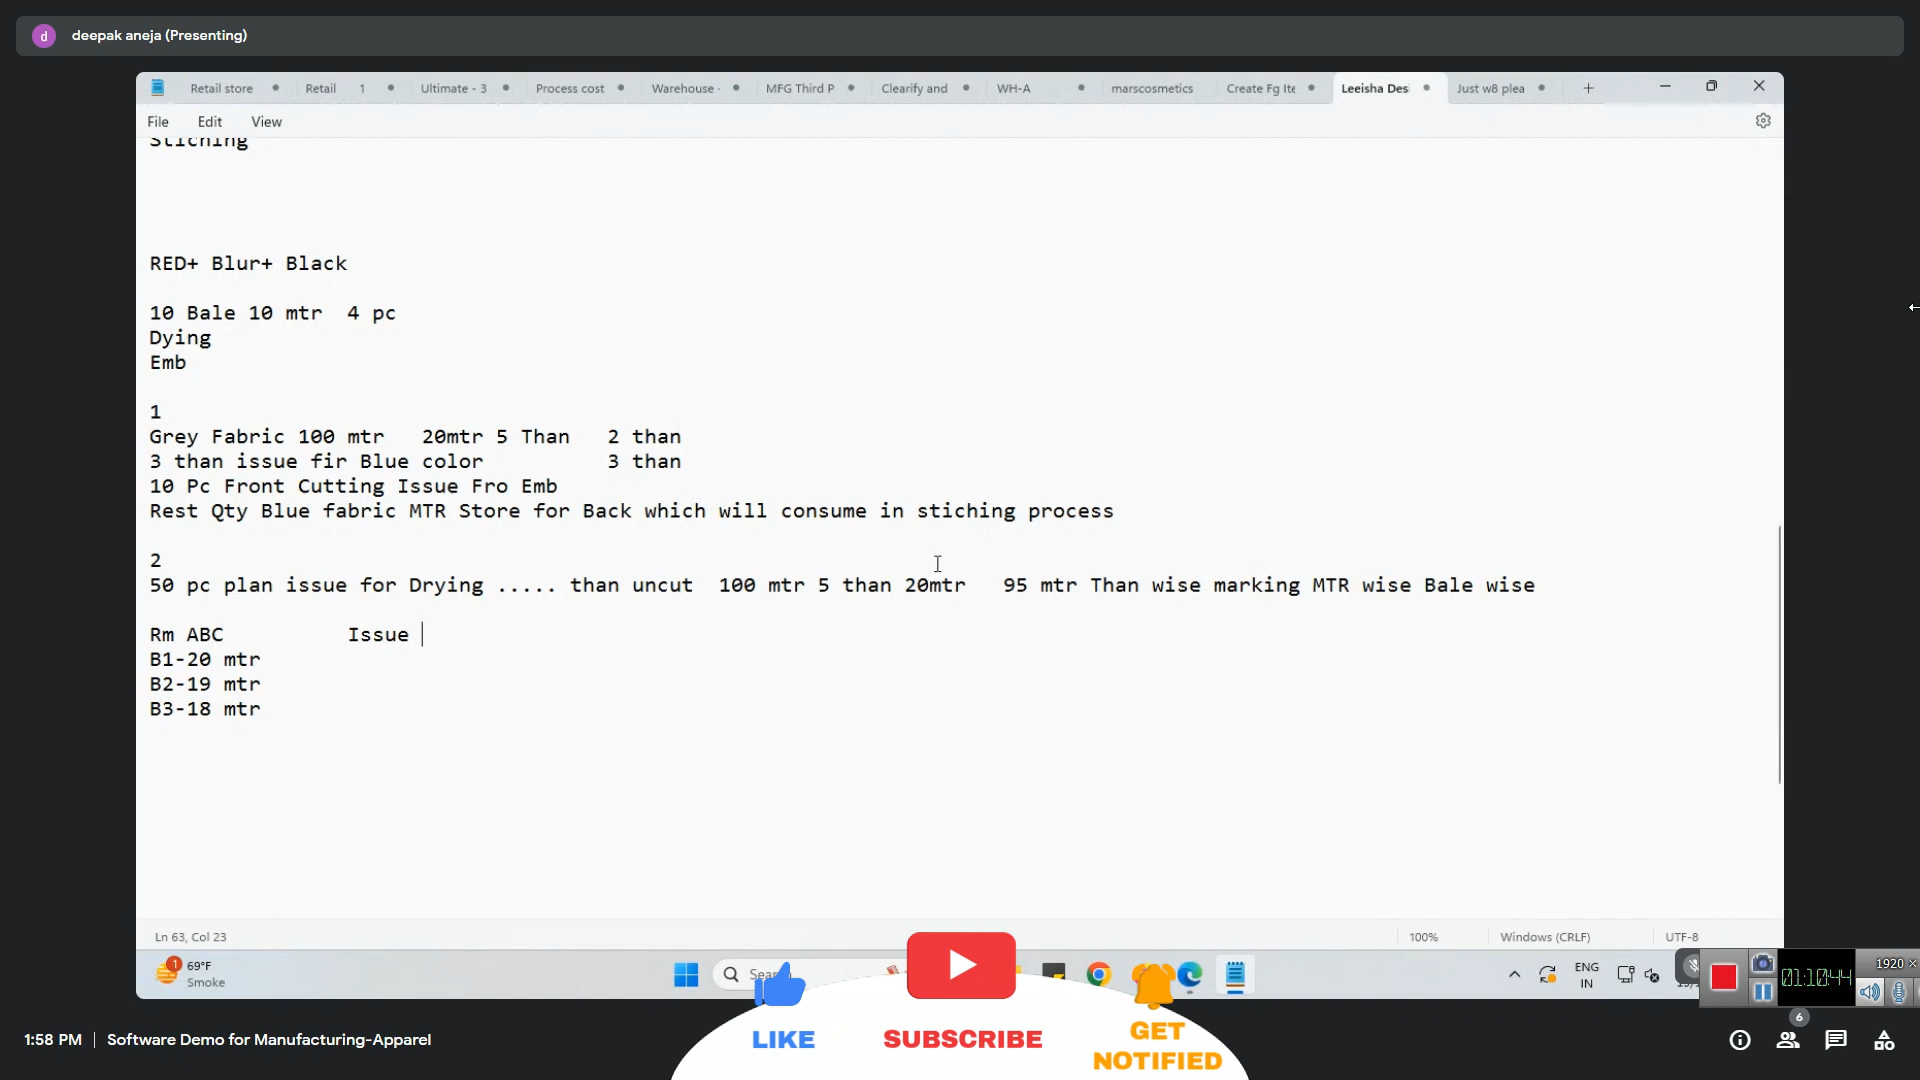 d deepak aneja (Presenting)
Retail store Retail 1 Ultimate - 3 Process cost Warehouse - MFG Third P Clearify and WH-A marscosmetics Create Fg Ite Leeisha Des Just w8 plea
File Edit View
Stiching
RED+ Blur+ Black
10 Bale 10 mtr 4 pc
Dying
Emb
1
Grey Fabric 100 mtr 20mtr 5 Than 2 than
3 than issue fir Blue color 3 than
10 Pc Front Cutting Issue Fro Emb
Rest Qty Blue fabric MTR Store for Back which will consume in stiching process
2
50 pc plan issue for Drying ..... than uncut 100 mtr 5 than 20mtr 95 mtr Than wise marking MTR wise Bale wise
Rm ABC Issue
B1-20 mtr
B2-19 mtr
B3-18 mtr
Ln 63, Col 23 100% Windows (CRLF) UTF-8
1 69°F
Smoke
ENG
IN
01:10:44
1920
6
1:58 PM Software Demo for Manufacturing-Apparel
LIKE
SUBSCRIBE
GET
NOTIFIED